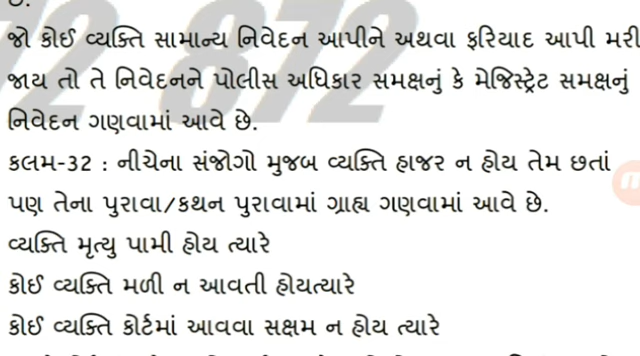 છે.
જો કોઈ વ્યક્તિ સામાન્ય નિવેદન આપીને અથવા ફરિયાદ આપી મરી
જાય તો તે નિવેદનને પોલીસ અધિકાર સમક્ષનું કે મેજિસ્ટ્રેટ સમક્ષનું
નિવેદન ગણવામાં આવે છે.
કલમ-32 : નીચેના સંજોગો મુજબ વ્યક્તિ હાજર ન હોય તેમ છતાં
પણ તેના પુરાવા/કથન પુરાવામાં ગ્રાહ્ય ગણવામાં આવે છે.
વ્યક્તિ મૃત્યુ પામી હોય ત્યારે
કોઈ વ્યક્તિ મળી ન આવતી હોયત્યારે
કોઈ વ્યક્તિ કોર્ટમાં આવવા સક્ષમ ન હોય ત્યારે